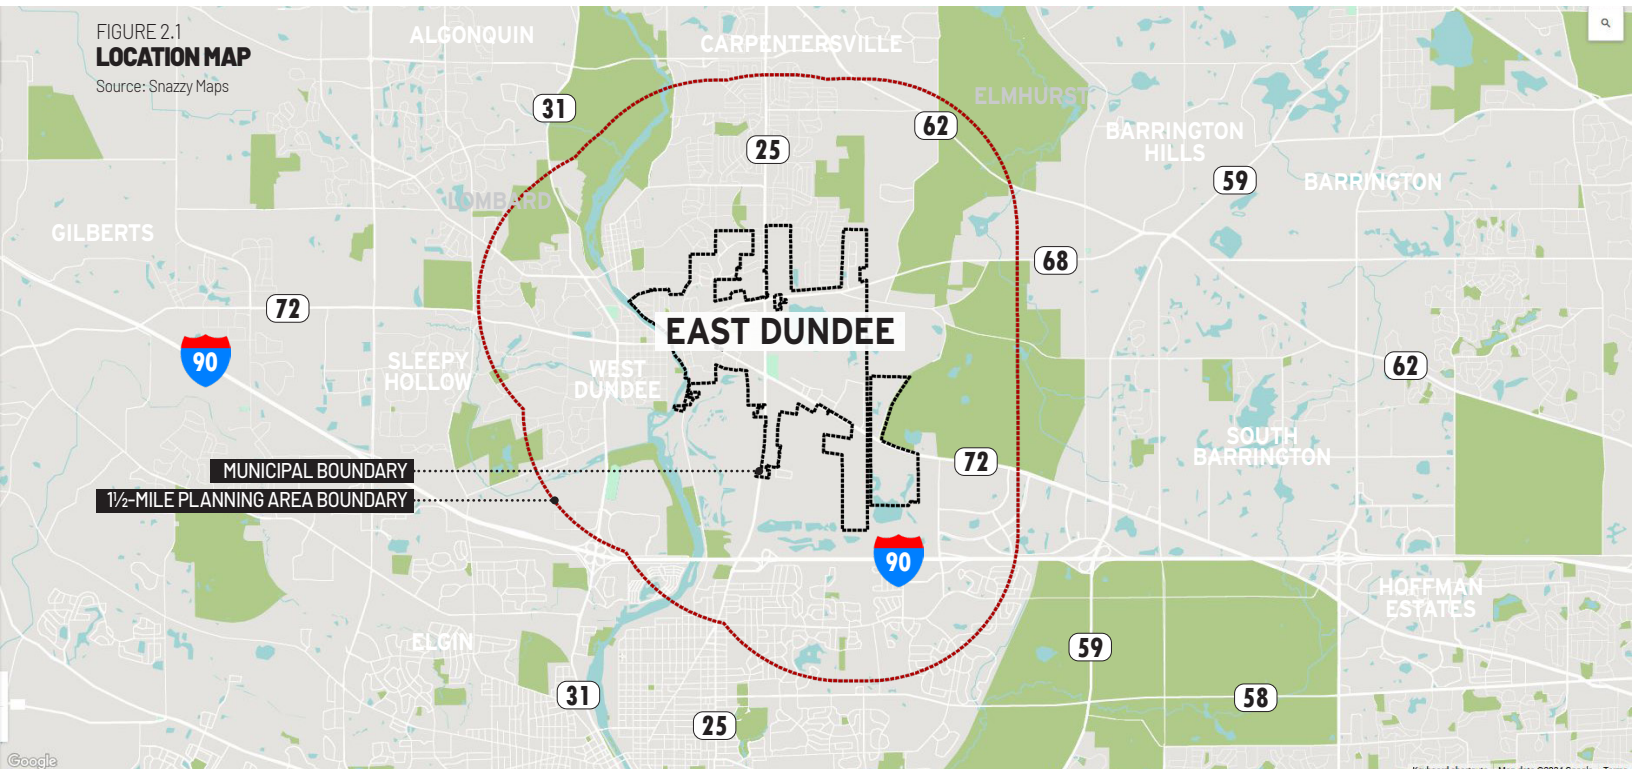 FIGURE 2.1
LOCATION MAP
Source: Snazzy Maps
ALGONQUIN
CARPENTERSVILLE
ELMHURST
31
62
25
BARRINGTON
HILLS
59
BARRINGTON
LOMBARD
GILBERTS
68
72
EAST DUNDEE
90
SLEEPY
HOLLOW
WEST
DUNDEE
62
SOUTH
BARRINGTON
72
MUNICIPAL BOUNDARY
1½-MILE PLANNING AREA BOUNDARY
90
HOFFMAN
ESTATES
ELGIN
59
31
58
25
Google